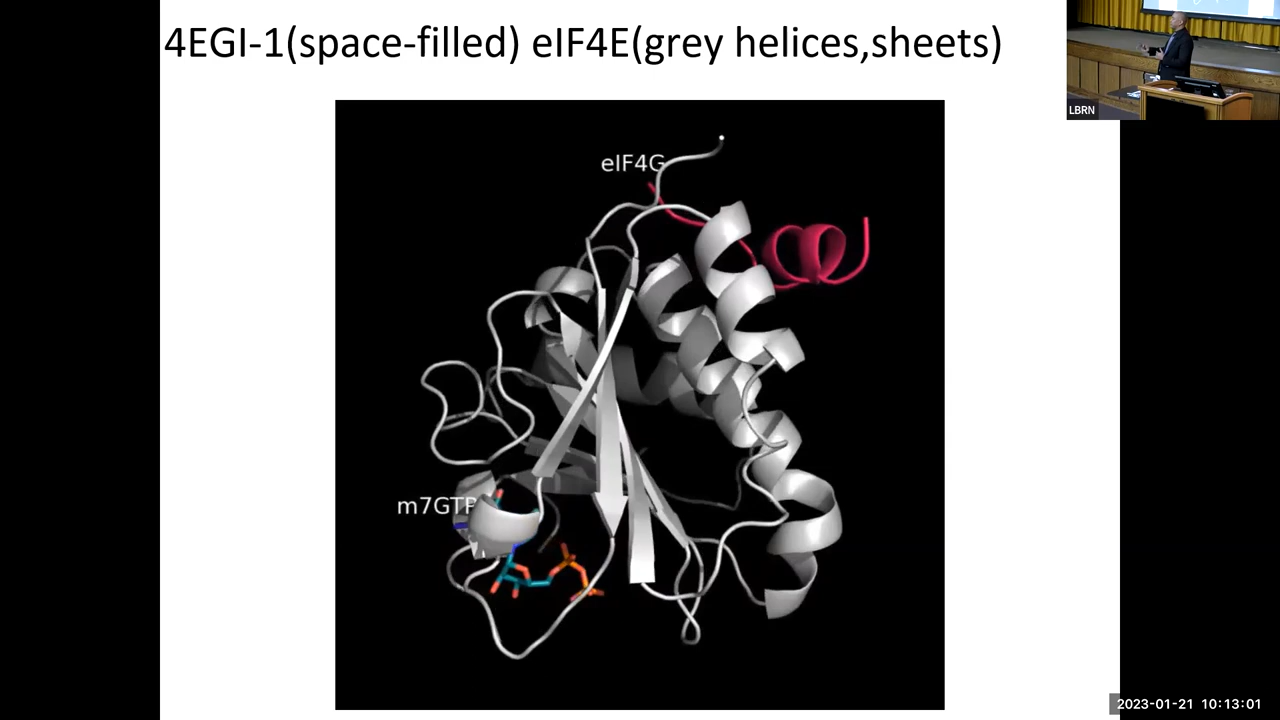 4EGI-1(space-filled) eIF4E(grey helices,sheets)
LBRN
eIF4G
m7GTP
2023-01-21 10:13:01